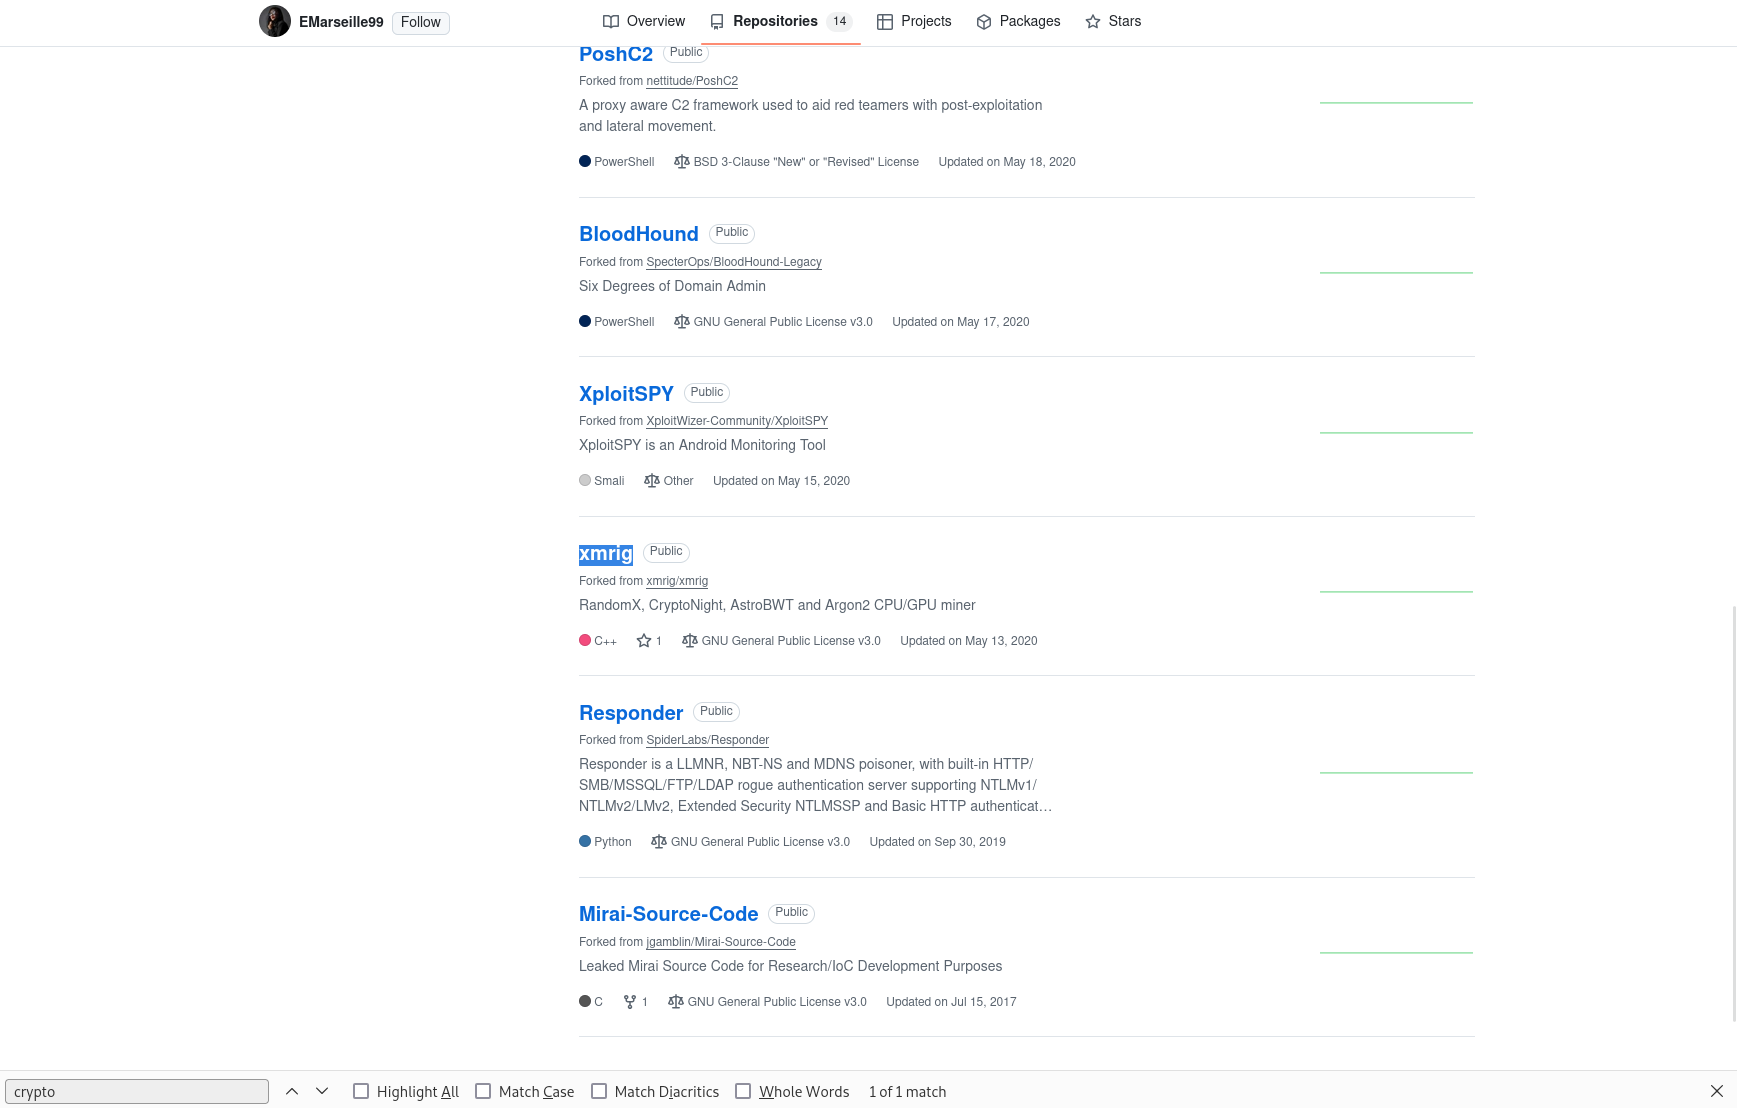 EMarseille99 Follow Overview Repositories 14 Projects Packages Stars
PoshC2 Public
Forked from nettitude/PoshC2
A proxy aware C2 framework used to aid red teamers with post-exploitation
and lateral movement.
PowerShell BSD 3-Clause "New" or "Revised" License Updated on May 18, 2020
BloodHound Public
Forked from SpecterOps/BloodHound-Legacy
Six Degrees of Domain Admin
PowerShell GNU General Public License v3.0 Updated on May 17, 2020
XploitSPY Public
Forked from XploitWizer-Community/XploitSPY
XploitSPY is an Android Monitoring Tool
Smali Other Updated on May 15, 2020
xmrig Public
Forked from xmrig/xmrig
RandomX, CryptoNight, AstroBWT and Argon2 CPU/GPU miner
C++ 1 GNU General Public License v3.0 Updated on May 13, 2020
Responder Public
Forked from SpiderLabs/Responder
Responder is a LLMNR, NBT-NS and MDNS poisoner, with built-in HTTP/
SMB/MSSQL/FTP/LDAP rogue authentication server supporting NTLMv1/
NTLMv2/LMv2, Extended Security NTLMSSP and Basic HTTP authenticat…
Python GNU General Public License v3.0 Updated on Sep 30, 2019
Mirai-Source-Code Public
Forked from jgamblin/Mirai-Source-Code
Leaked Mirai Source Code for Research/IoC Development Purposes
C 1 GNU General Public License v3.0 Updated on Jul 15, 2017
crypto Highlight All Match Case Match Diacritics Whole Words 1 of 1 match